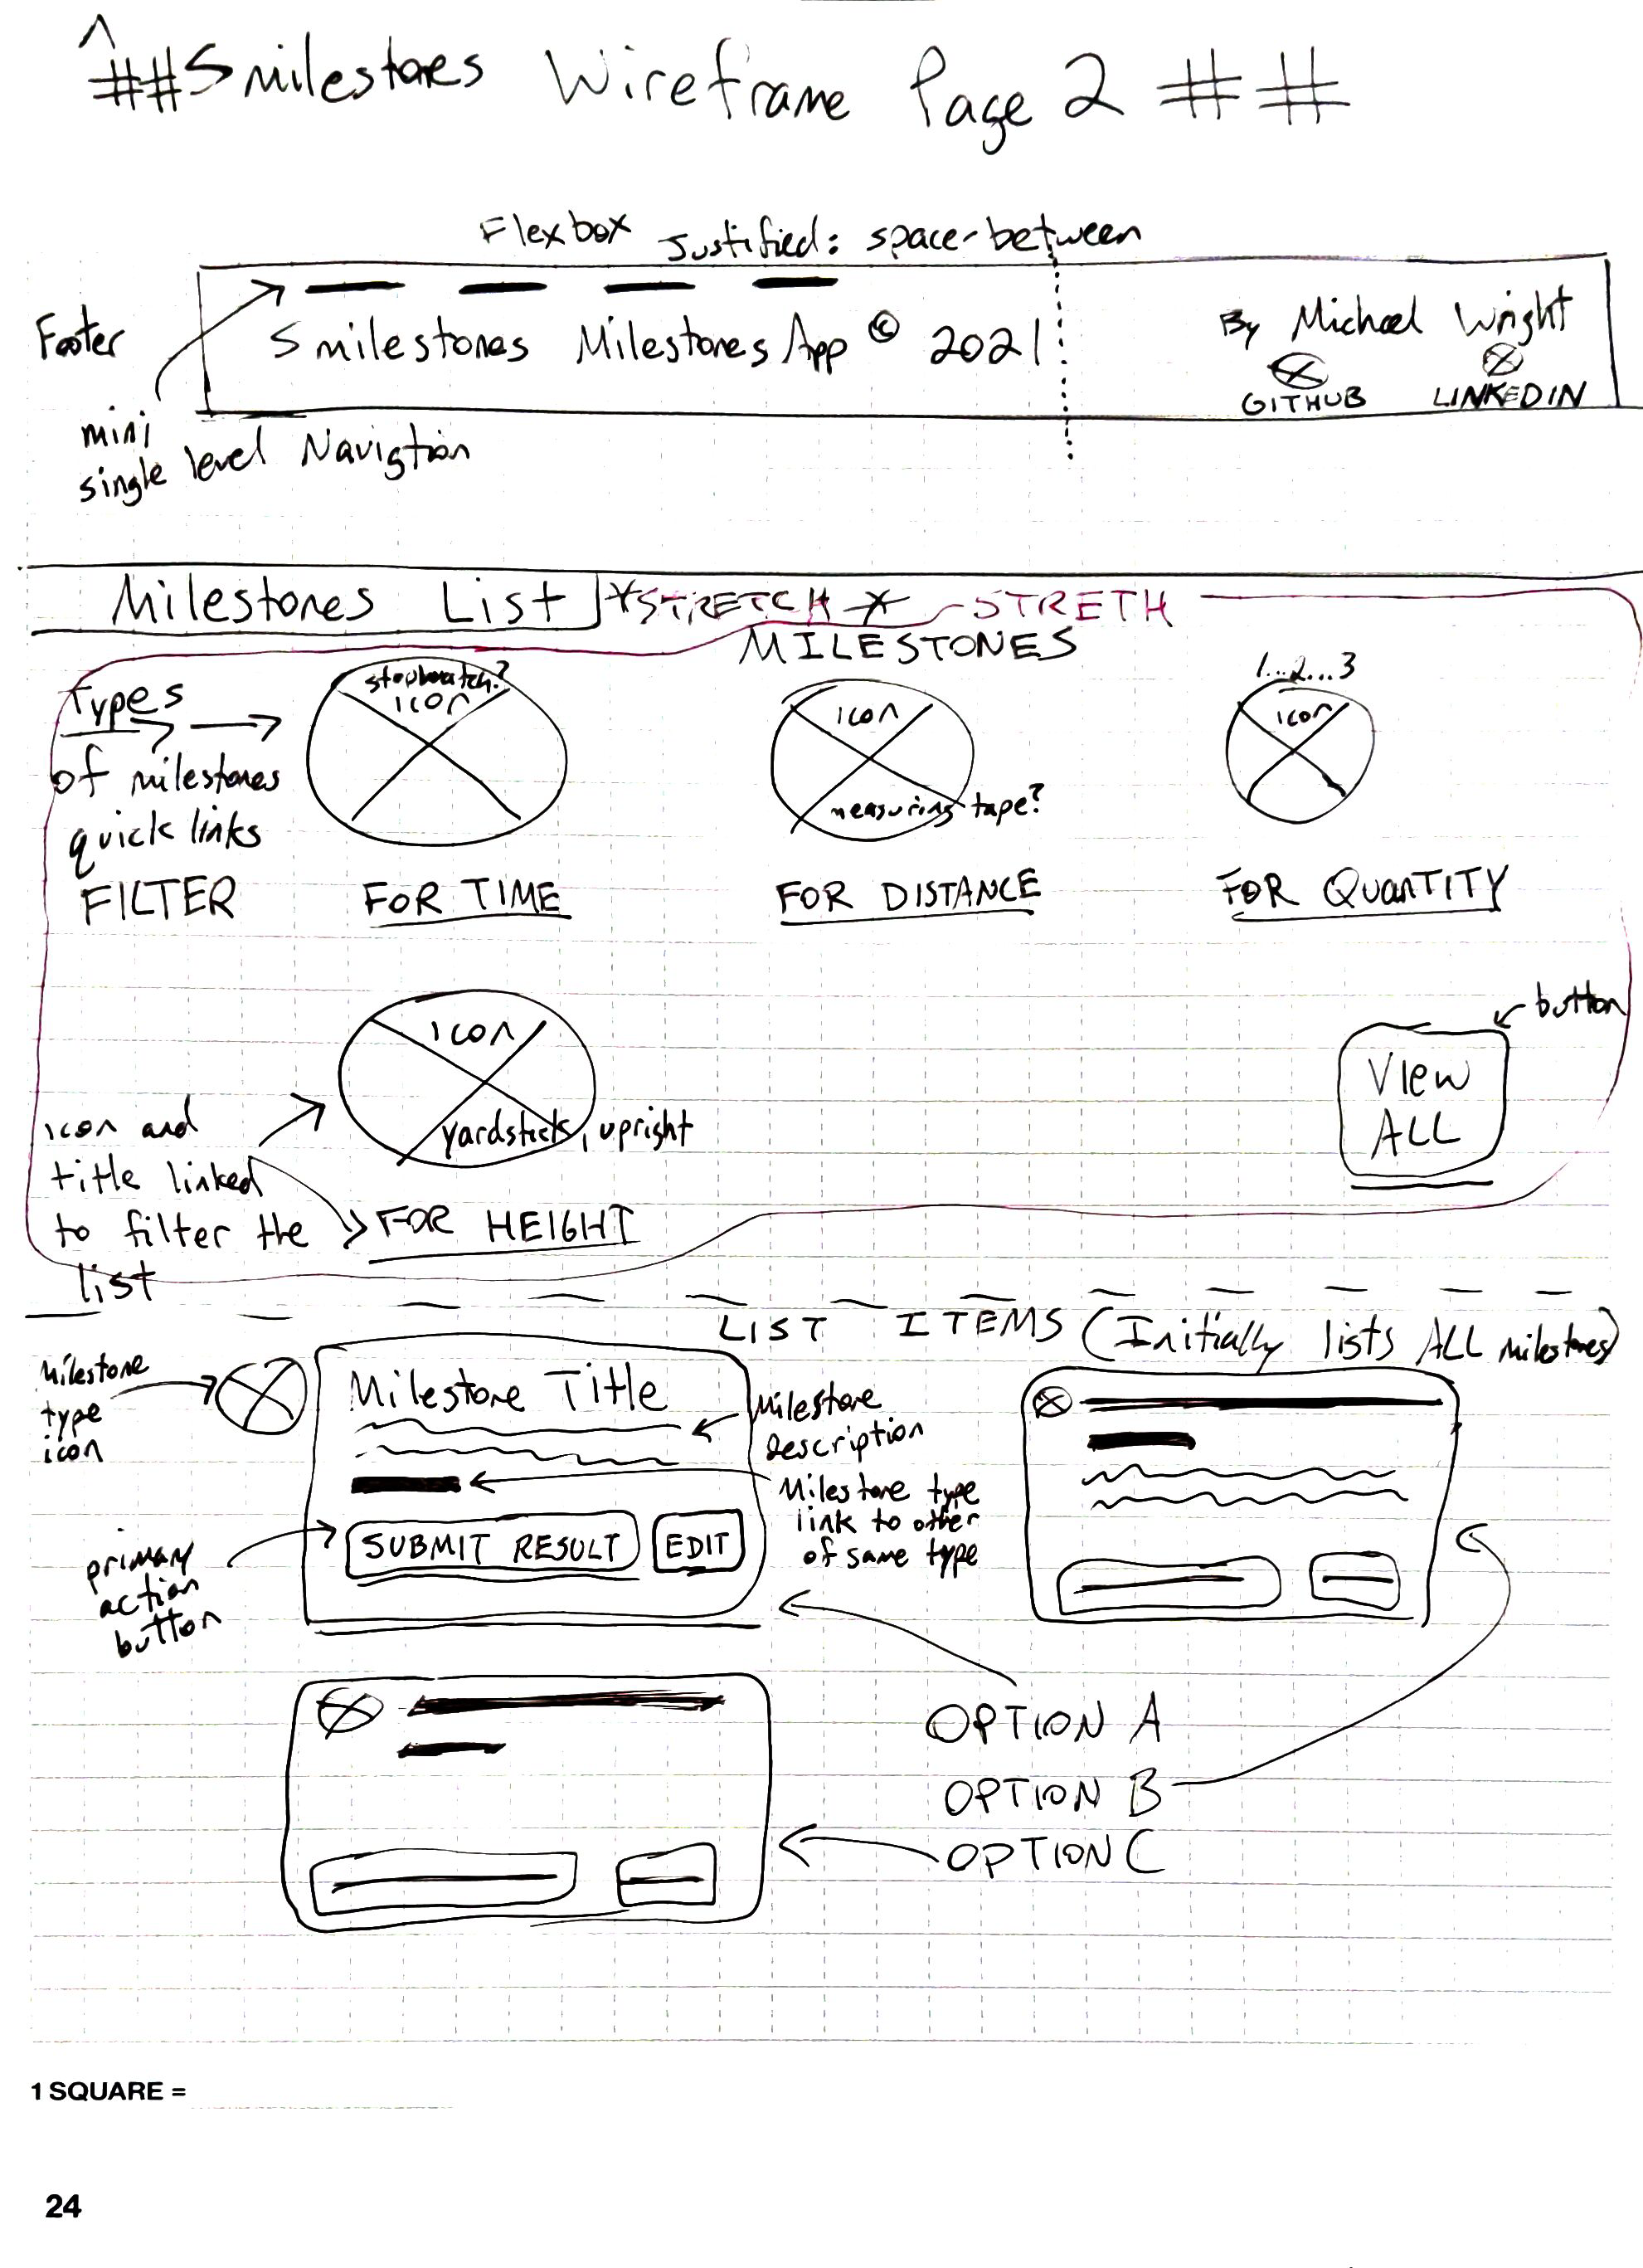 ##Smilestones Wireframe Page 2 ##
Flexbox Justified: space-between
Footer
Smilestones Milestones App © 2021
By Michael Wright
GITHUB LINKEDIN
mini
single level Navigtion
Milestones List *STRETCH* STRETH
MILESTONES
Types
of milestones
quick links
FILTER
stopwatch?
icon
FOR TIME
icon
measuring tape?
FOR DISTANCE
1...2...3
icon
FOR QUANTITY
icon
yardstick, upright
FOR HEIGHT
button
VIEW
ALL
icon and
title linked
to filter the
list
LIST ITEMS (Initially lists ALL milestones)
Milestone
type
icon
Milestone Title
Milestone
description
Milestone type
link to other
of same type
SUBMIT RESULT EDIT
primary
action
button
OPTION A
OPTION B
OPTION C
1 SQUARE =
24